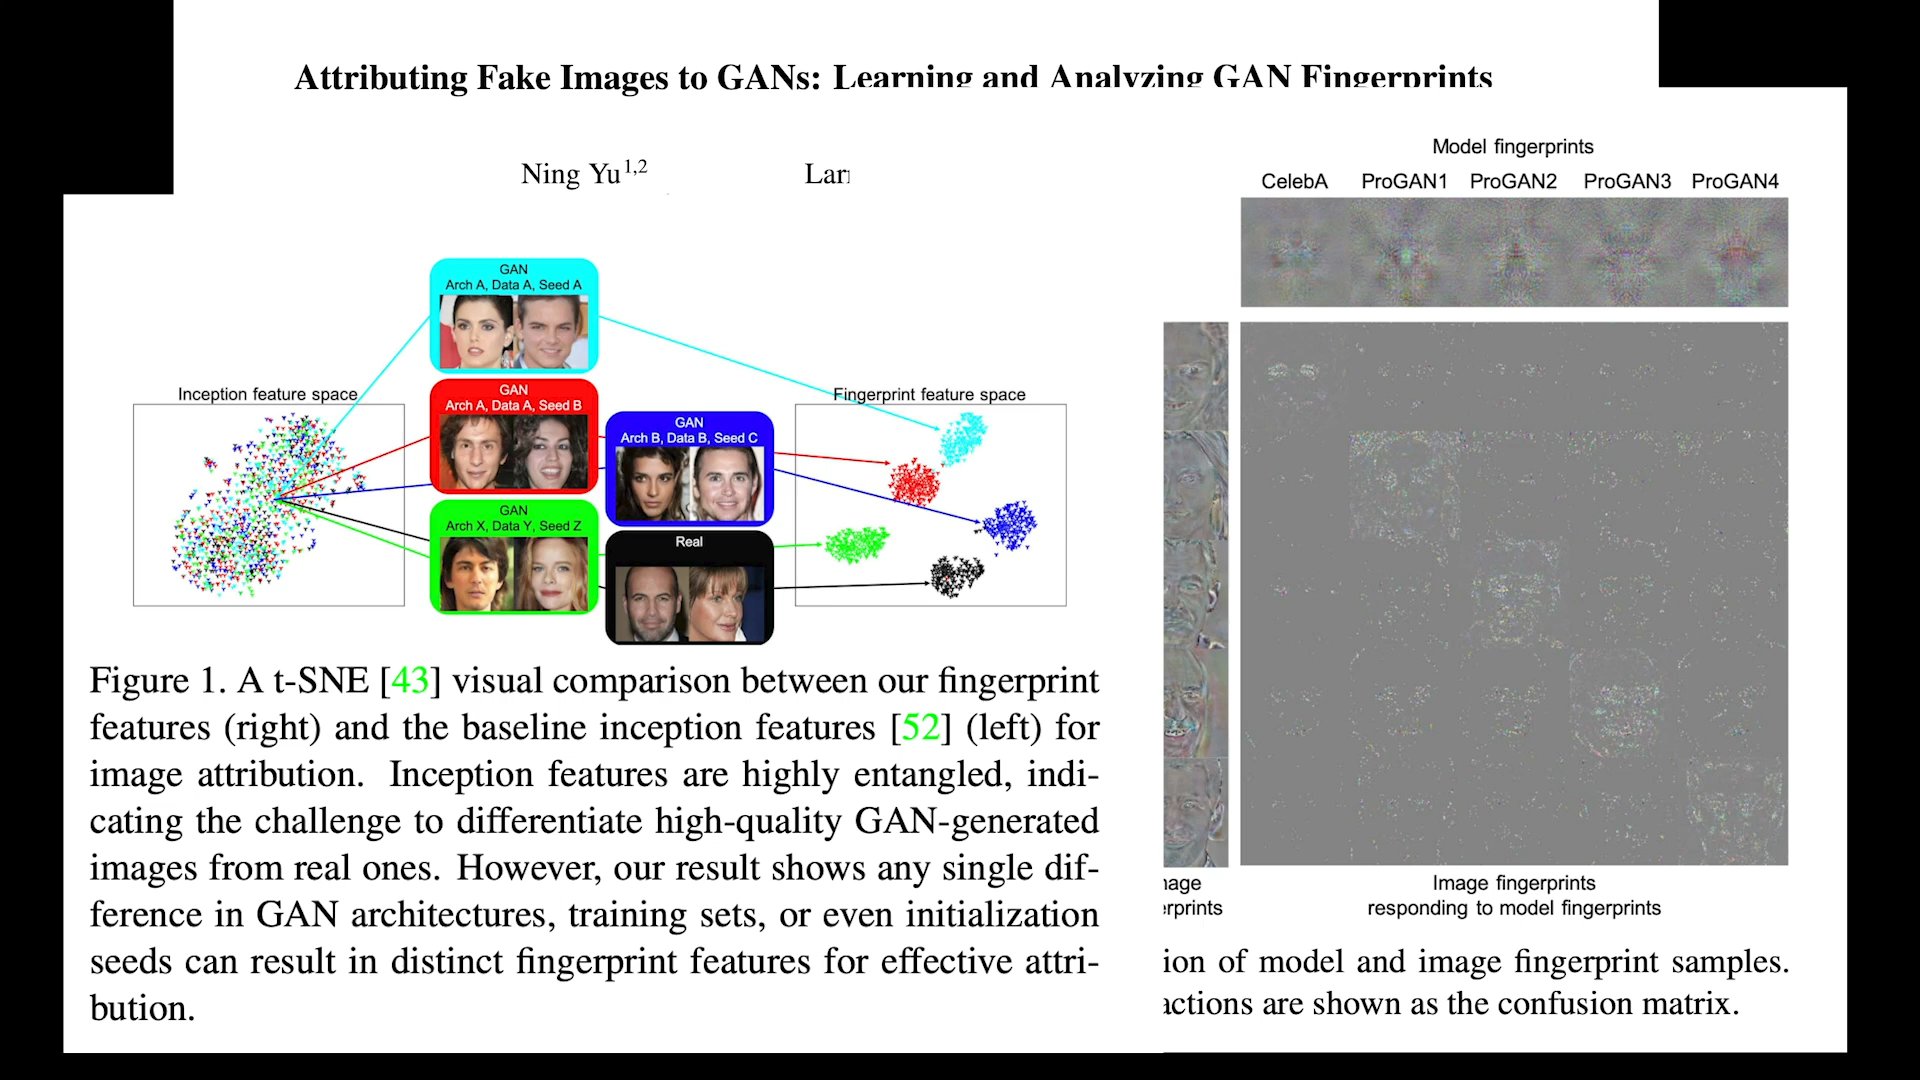 Attributing Fake Images to GANs: Learning and Analyzing GAN Fingerprints
Ning Yu1,2
GAN
Arch A, Data A, Seed A
Inception feature space
GAN
Arch A, Data A, Seed B
GAN
Arch B, Data B, Seed C
GAN
Arch X, Data Y, Seed Z
Real
Fingerprint feature space
Figure 1. A t-SNE [43] visual comparison between our fingerprint
features (right) and the baseline inception features [52] (left) for
image attribution. Inception features are highly entangled, indi-
cating the challenge to differentiate high-quality GAN-generated
images from real ones. However, our result shows any single dif-
ference in GAN architectures, training sets, or even initialization
seeds can result in distinct fingerprint features for effective attri-
bution.
Model fingerprints
CelebA ProGAN1 ProGAN2 ProGAN3 ProGAN4
Image fingerprints
responding to model fingerprints
of model and image fingerprint samples.
are shown as the confusion matrix.